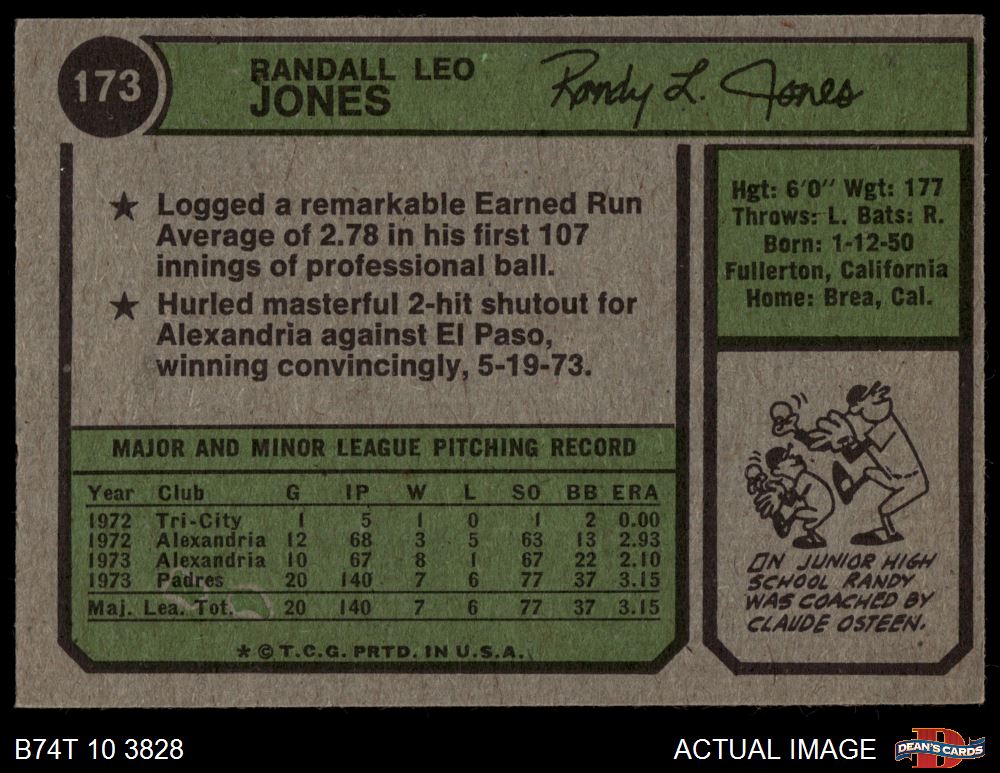 173
RANDALL LEO
JONES
Randy L. Jones
★ Logged a remarkable Earned Run
Average of 2.78 in his first 107
innings of professional ball.
★ Hurled masterful 2-hit shutout for
Alexandria against El Paso,
winning convincingly, 5-19-73.
Hgt: 6'0" Wgt: 177
Throws: L. Bats: R.
Born: 1-12-50
Fullerton, California
Home: Brea, Cal.
MAJOR AND MINOR LEAGUE PITCHING RECORD
Year Club G IP W L SO BB ERA
1972 Tri-City 1 5 1 0 1 2 0.00
1972 Alexandria 12 68 3 5 63 13 2.93
1973 Alexandria 10 67 8 1 67 22 2.10
1973 Padres 20 140 7 6 77 37 3.15
Maj. Lea. Tot. 20 140 7 6 77 37 3.15
* © T.C.G. PRTD. IN U.S.A.
IN JUNIOR HIGH
SCHOOL RANDY
WAS COACHED BY
CLAUDE OSTEEN.
B74T 10 3828
ACTUAL IMAGE
D
DEAN'S CARDS